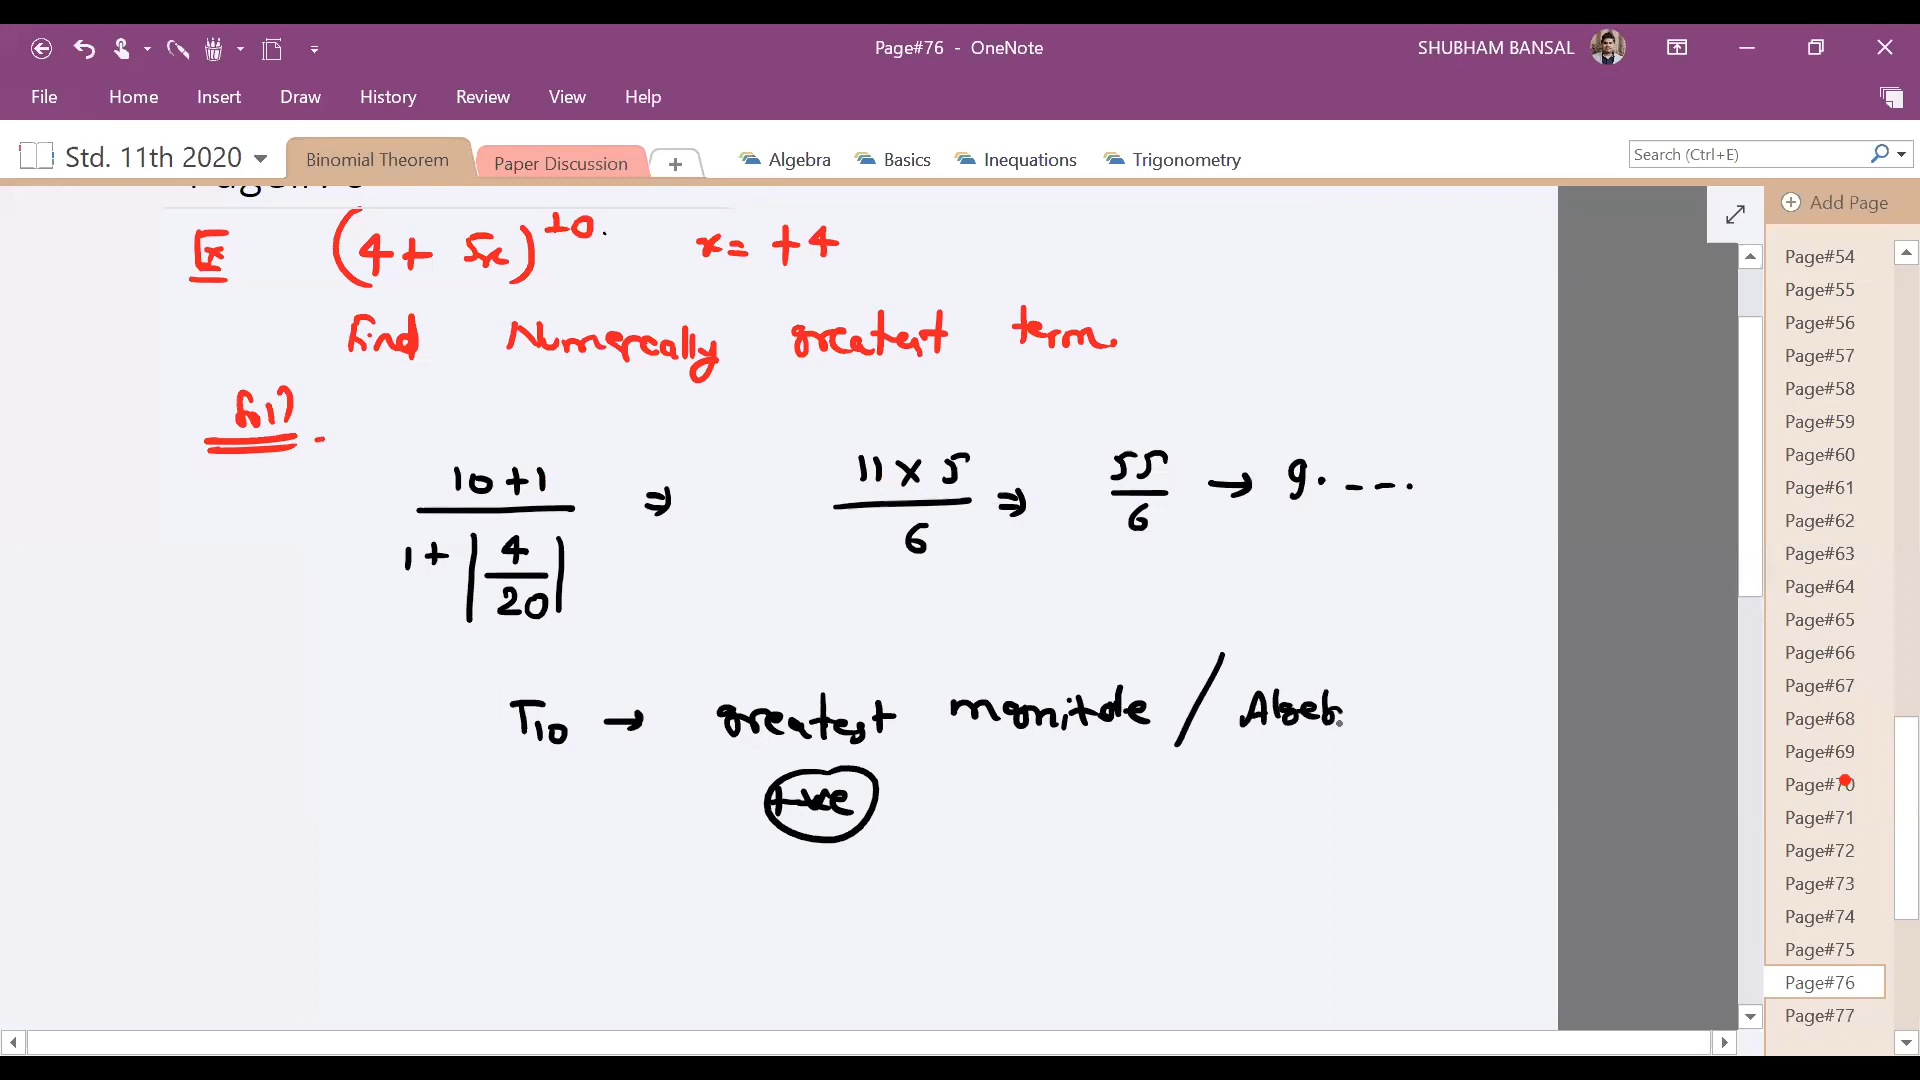 Page#76 - OneNote
SHUBHAM BANSAL
File Home Insert Draw History Review View Help
Std. 11th 2020
Binomial Theorem
Paper Discussion
+
Algebra
Basics
Inequations
Trigonometry
Search (Ctrl+E)
Add Page
Ex (4 + 5x)^10. x = +4
Find Numerically greatest term.
Sol?
10+1 / 1 + |4/20| ⇒ 11 × 5 / 6 ⇒ 55/6 → 9. ----
T10 → greatest magnitde / Algeb
+ve
Page#54
Page#55
Page#56
Page#57
Page#58
Page#59
Page#60
Page#61
Page#62
Page#63
Page#64
Page#65
Page#66
Page#67
Page#68
Page#69
Page#70
Page#71
Page#72
Page#73
Page#74
Page#75
Page#76
Page#77